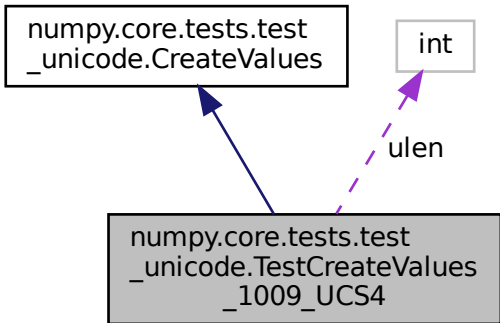 numpy.core.tests.test
_unicode.CreateValues
int
ulen
numpy.core.tests.test
_unicode.TestCreateValues
_1009_UCS4